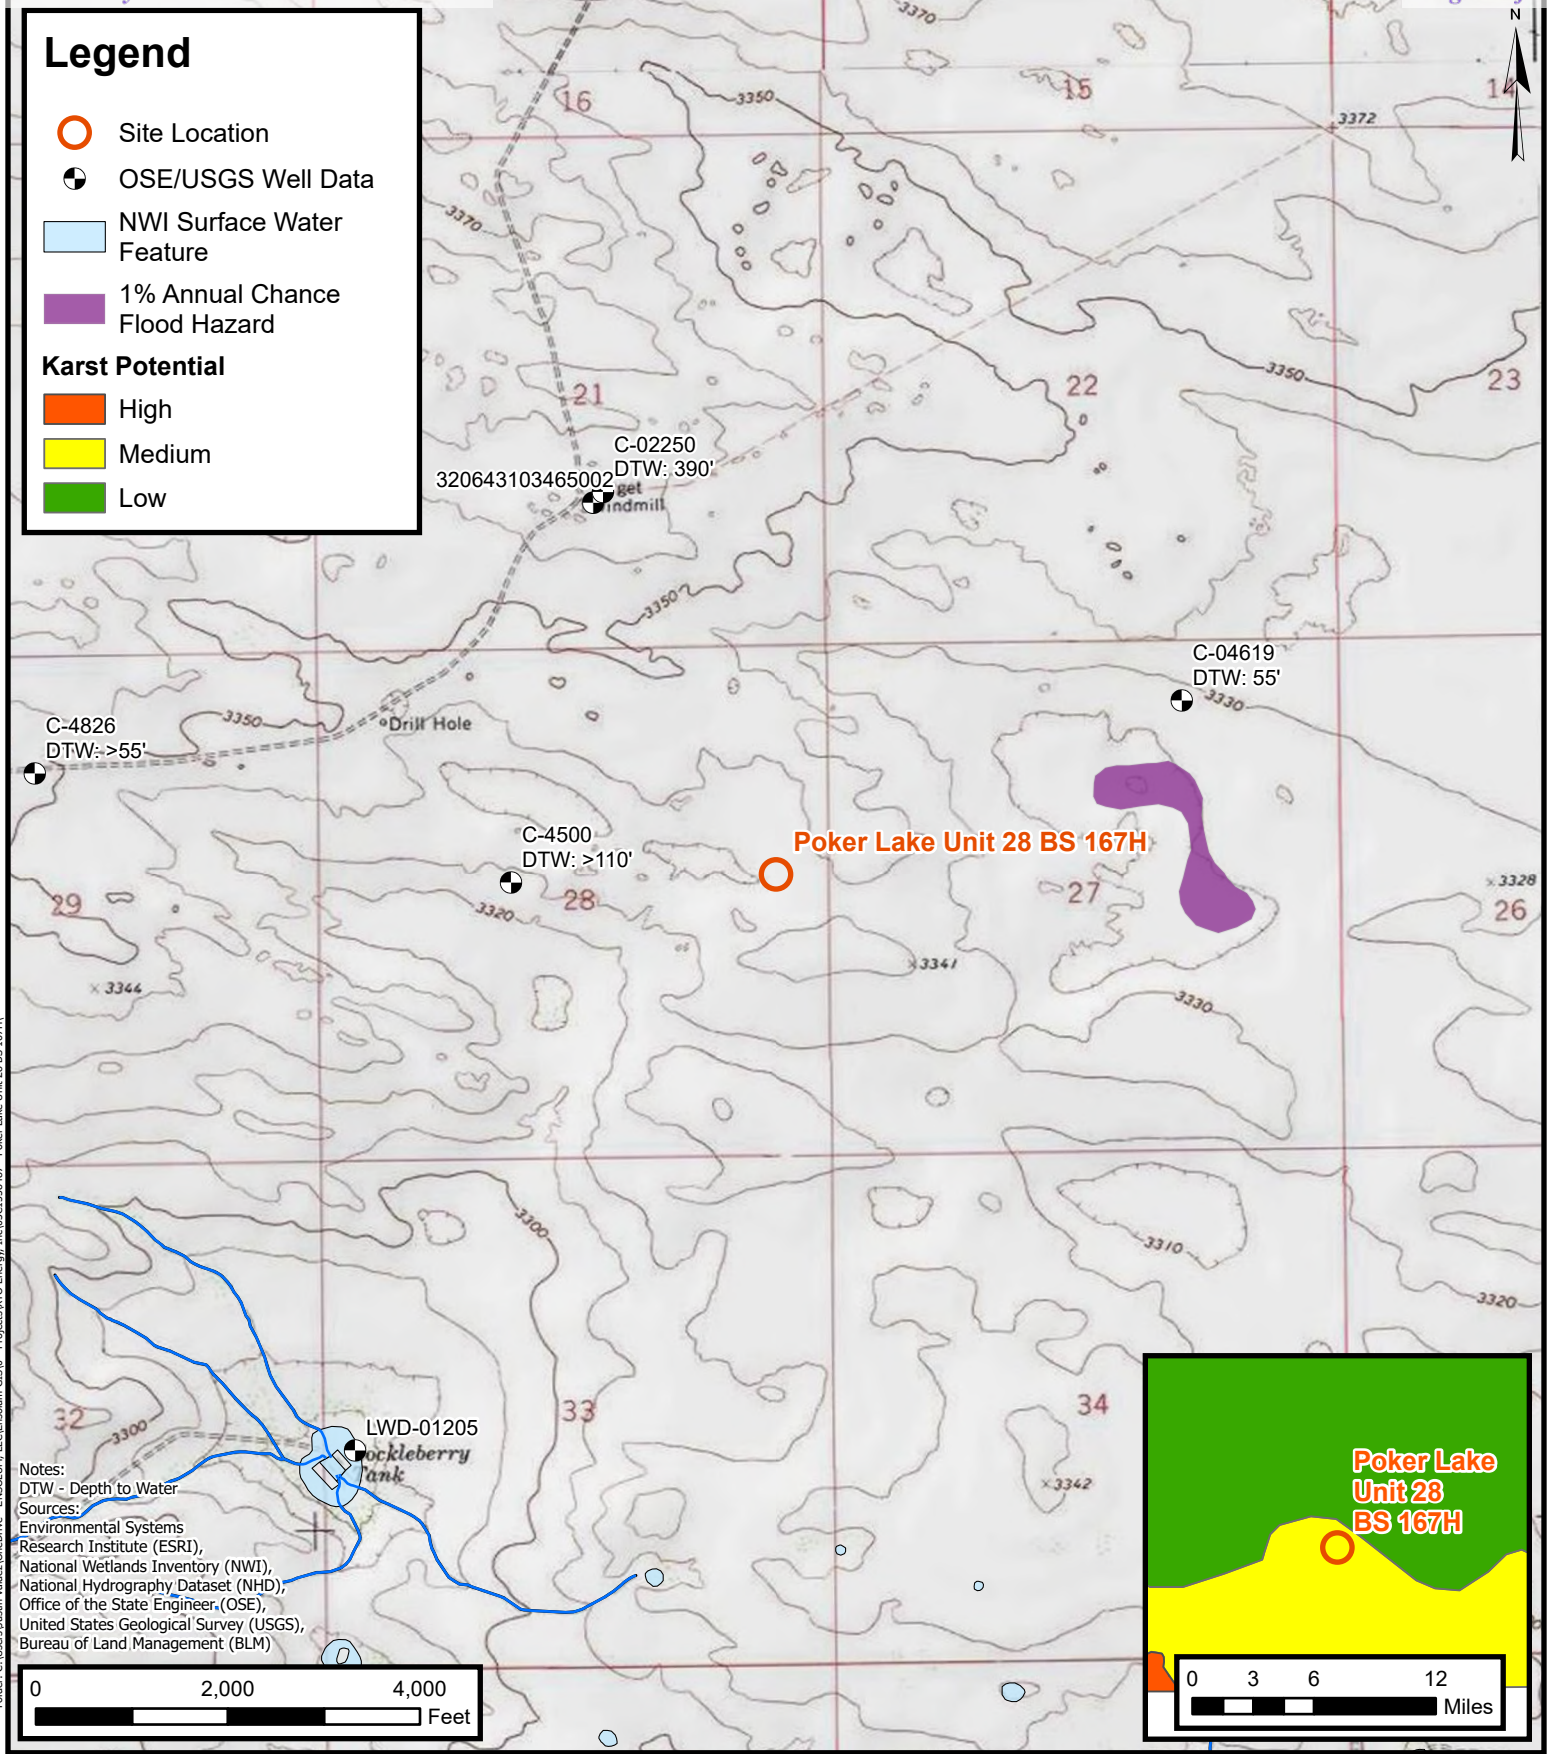 Legend
Site Location
OSE/USGS Well Data
NWI Surface Water
Feature
1% Annual Chance
Flood Hazard
Karst Potential
High
Medium
Low
N
3370
16
15
14
3350
3372
3370
21
22
23
3350
C-02250
DTW: 390'
320643103465002
get
indmill
3350
C-04619
DTW: 55'
3330
C-4826
DTW: >55'
3350
Drill Hole
C-4500
DTW: >110'
Poker Lake Unit 28 BS 167H
29
28
27
3328
26
3320
3341
3344
3330
3300
3310
3320
32
33
34
3300
LWD-01205
ockleberry
Tank
3342
Notes:
DTW - Depth to Water
Sources:
Environmental Systems
Research Institute (ESRI),
National Wetlands Inventory (NWI),
National Hydrography Dataset (NHD),
Office of the State Engineer (OSE),
United States Geological Survey (USGS),
Bureau of Land Management (BLM)
0 2,000 4,000
Feet
Poker Lake
Unit 28
BS 167H
0 3 6 12
Miles